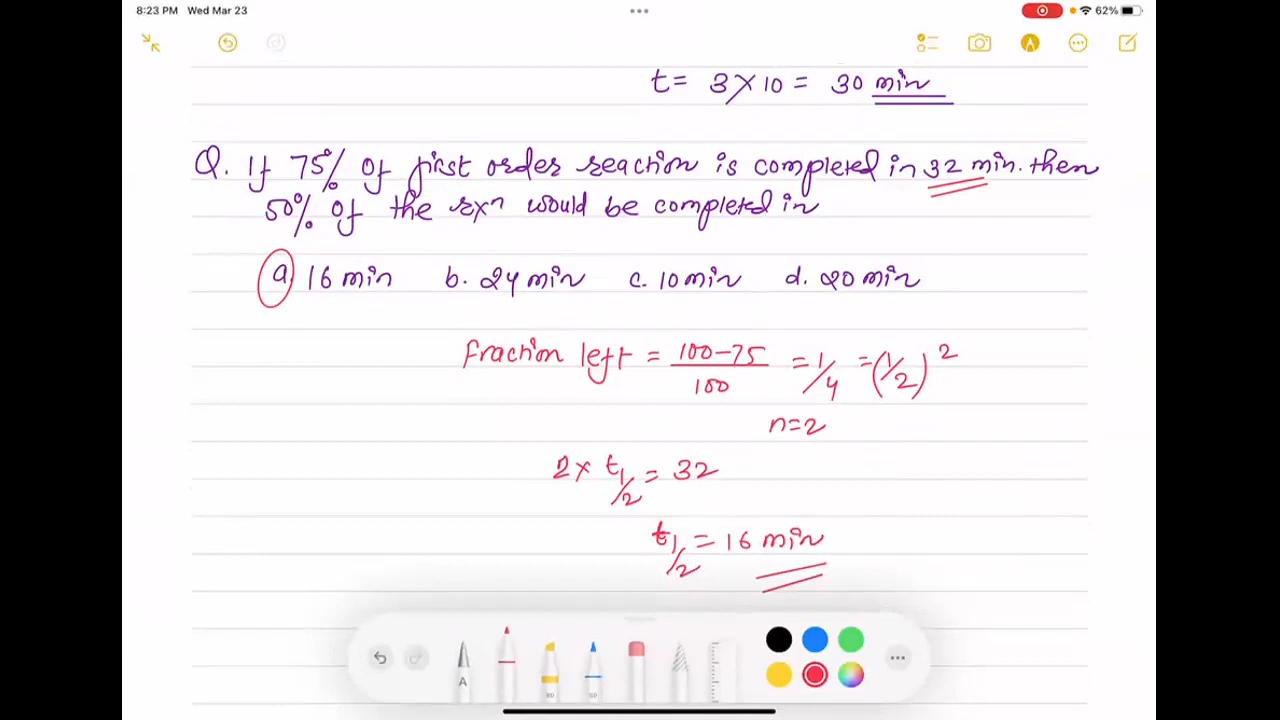 8:23 PM Wed Mar 23
62%
t= 3×10 = 30 min
Q. If 75% of first order reaction is completed in 32 min. then
50% of the rxn would be completed in
a. 16 min b. 24 min c. 10 min d. 20 min
fraction left = 100-75/100 = 1/4 = (1/2)²
n=2
2× t1/2 = 32
t1/2 = 16 min
A
80
50